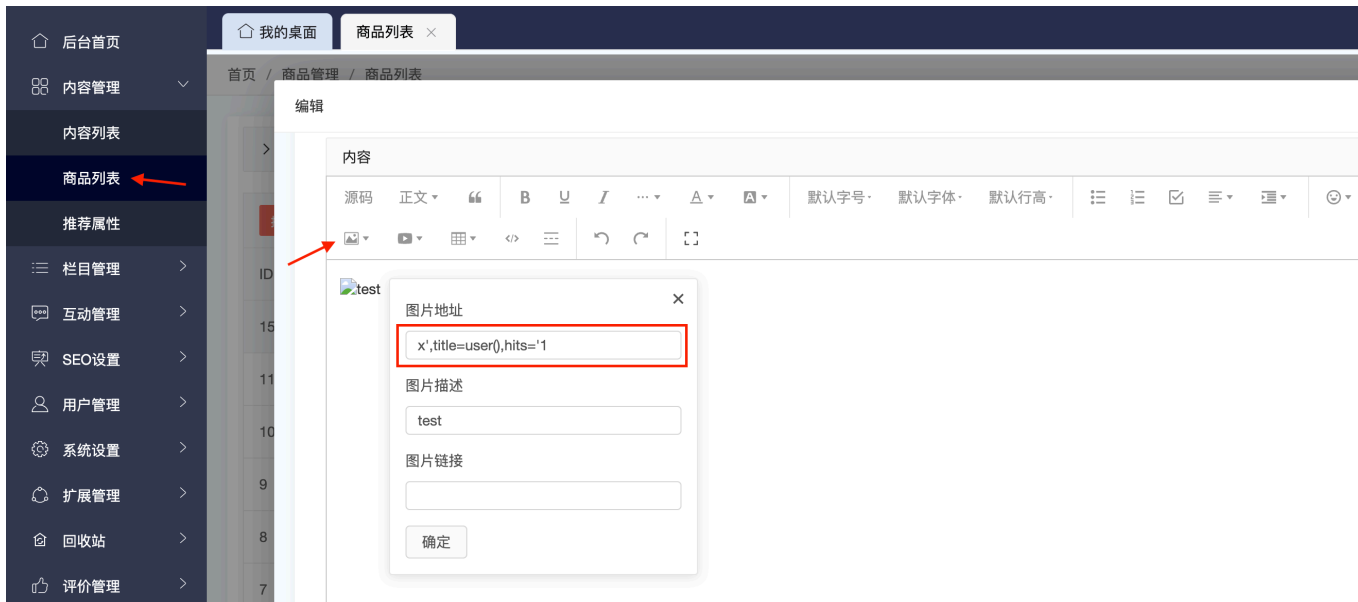 后台首页
内容管理
内容列表
商品列表
推荐属性
栏目管理
互动管理
SEO设置
用户管理
系统设置
扩展管理
回收站
评价管理
我的桌面 商品列表
首页 / 商品管理 / 商品列表
编辑
内容
源码 正文 B U I ... A A 默认字号 默认字体 默认行高
ID
15
11
10
9
8
7
test
图片地址
x',title=user(),hits='1
图片描述
test
图片链接
确定